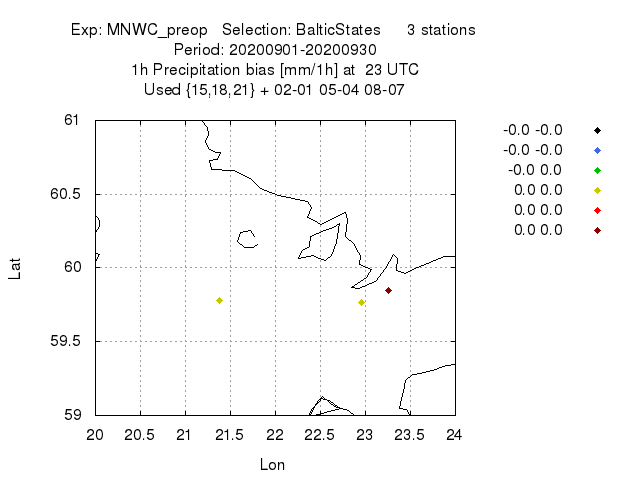 Exp: MNWC_preop   Selection: BalticStates      3 stations
Period: 20200901-20200930
1h Precipitation bias [mm/1h] at  23 UTC
Used {15,18,21} + 02-01 05-04 08-07
-0.0 -0.0
-0.0 -0.0
-0.0 0.0
0.0 0.0
0.0 0.0
0.0 0.0
61
60.5
60
59.5
59
Lat
20 20.5 21 21.5 22 22.5 23 23.5 24
Lon